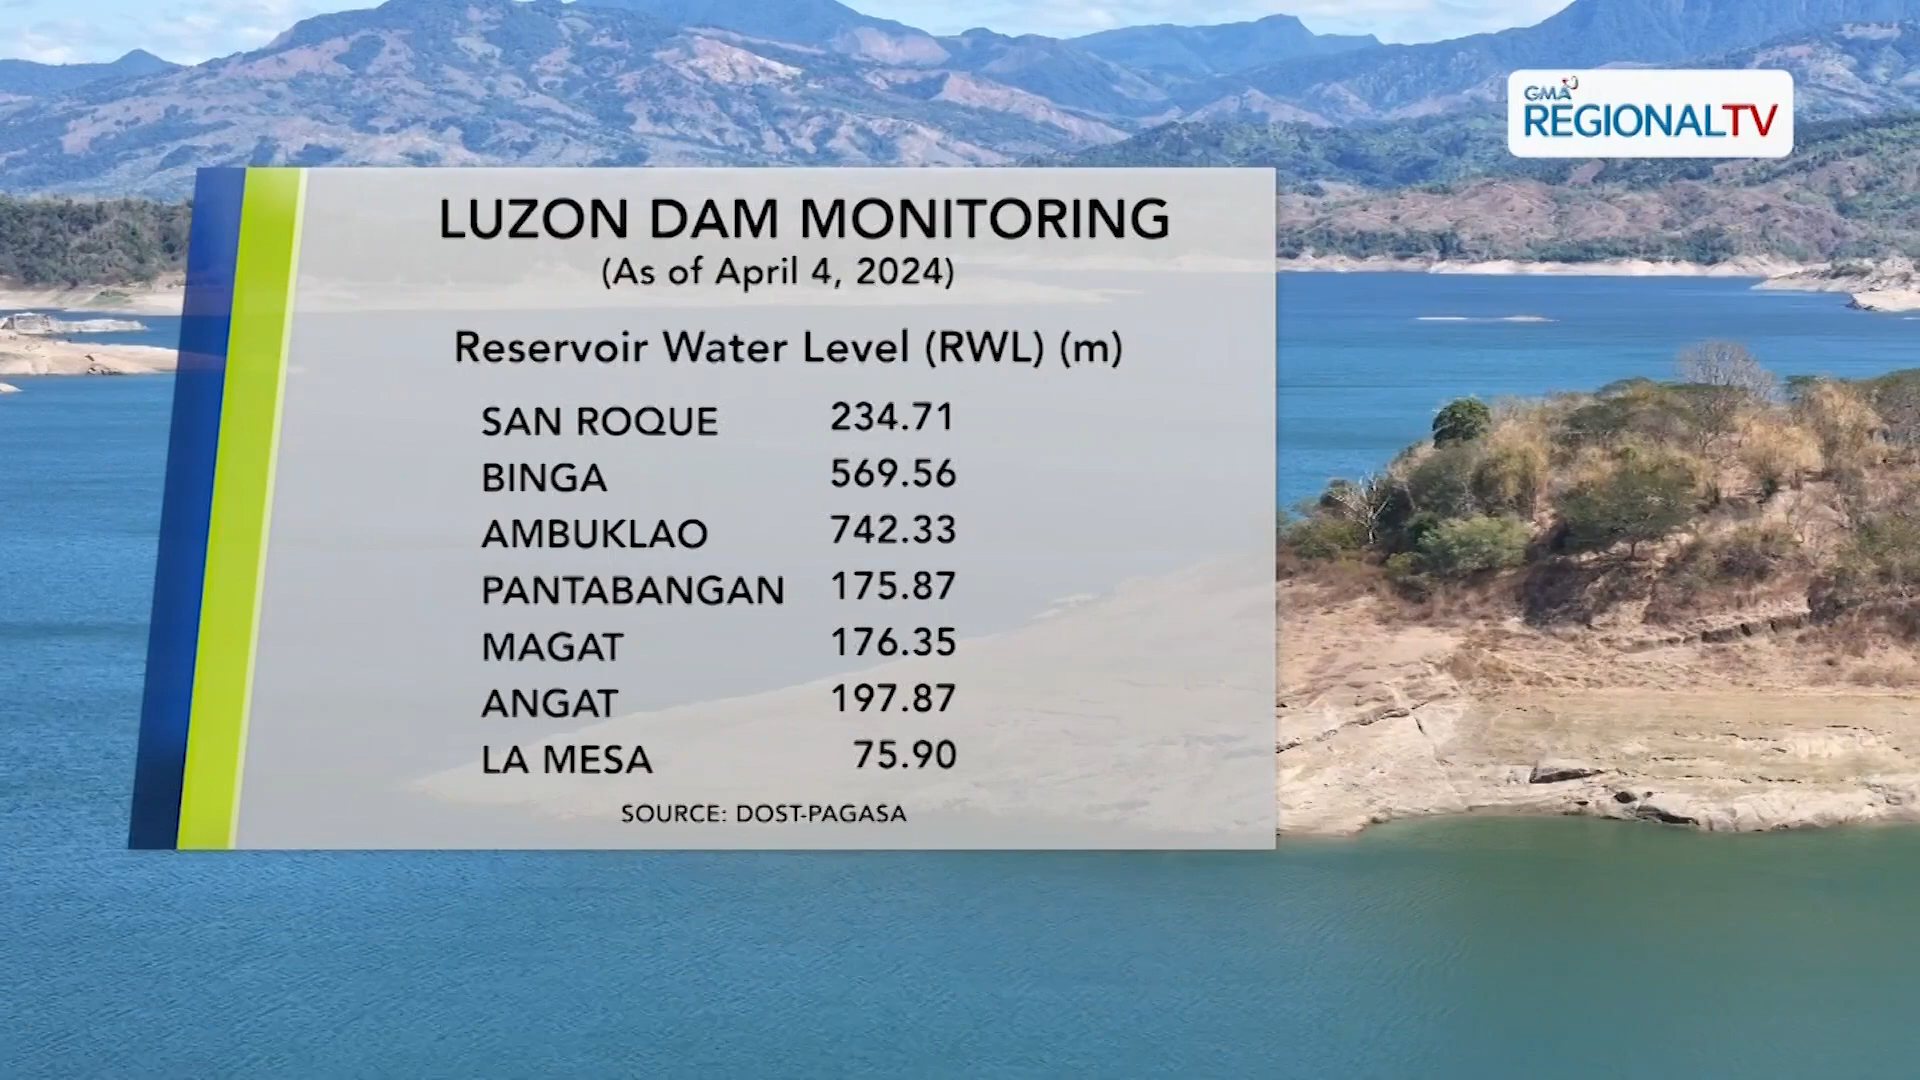 GMA
REGIONALTV
LUZON DAM MONITORING
(As of April 4, 2024)
Reservoir Water Level (RWL) (m)
SAN ROQUE 234.71
BINGA 569.56
AMBUKLAO 742.33
PANTABANGAN 175.87
MAGAT 176.35
ANGAT 197.87
LA MESA 75.90
SOURCE: DOST-PAGASA